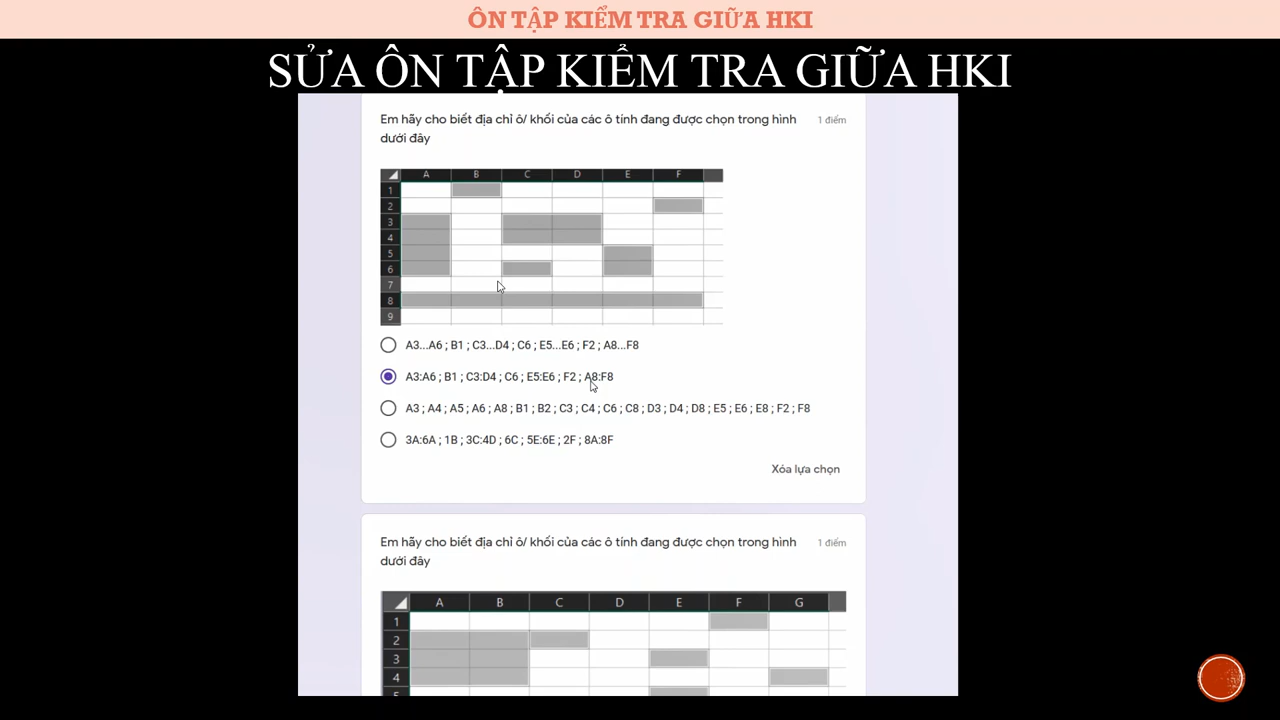 ÔN TẬP KIỂM TRA GIỮA HKI
SỬA ÔN TẬP KIỂM TRA GIỮA HKI
Em hãy cho biết địa chỉ ô/ khối của các ô tính đang được chọn trong hình 1 điểm
dưới đây
A B C D E F
1
2
3
4
5
6
7
8
9
A3...A6 ; B1 ; C3...D4 ; C6 ; E5...E6 ; F2 ; A8...F8
A3:A6 ; B1 ; C3:D4 ; C6 ; E5:E6 ; F2 ; A8:F8
A3 ; A4 ; A5 ; A6 ; A8 ; B1 ; B2 ; C3 ; C4 ; C6 ; C8 ; D3 ; D4 ; D8 ; E5 ; E6 ; E8 ; F2 ; F8
3A:6A ; 1B ; 3C:4D ; 6C ; 5E:6E ; 2F ; 8A:8F
Xóa lựa chọn
Em hãy cho biết địa chỉ ô/ khối của các ô tính đang được chọn trong hình 1 điểm
dưới đây
A B C D E F G
1
2
3
4
5